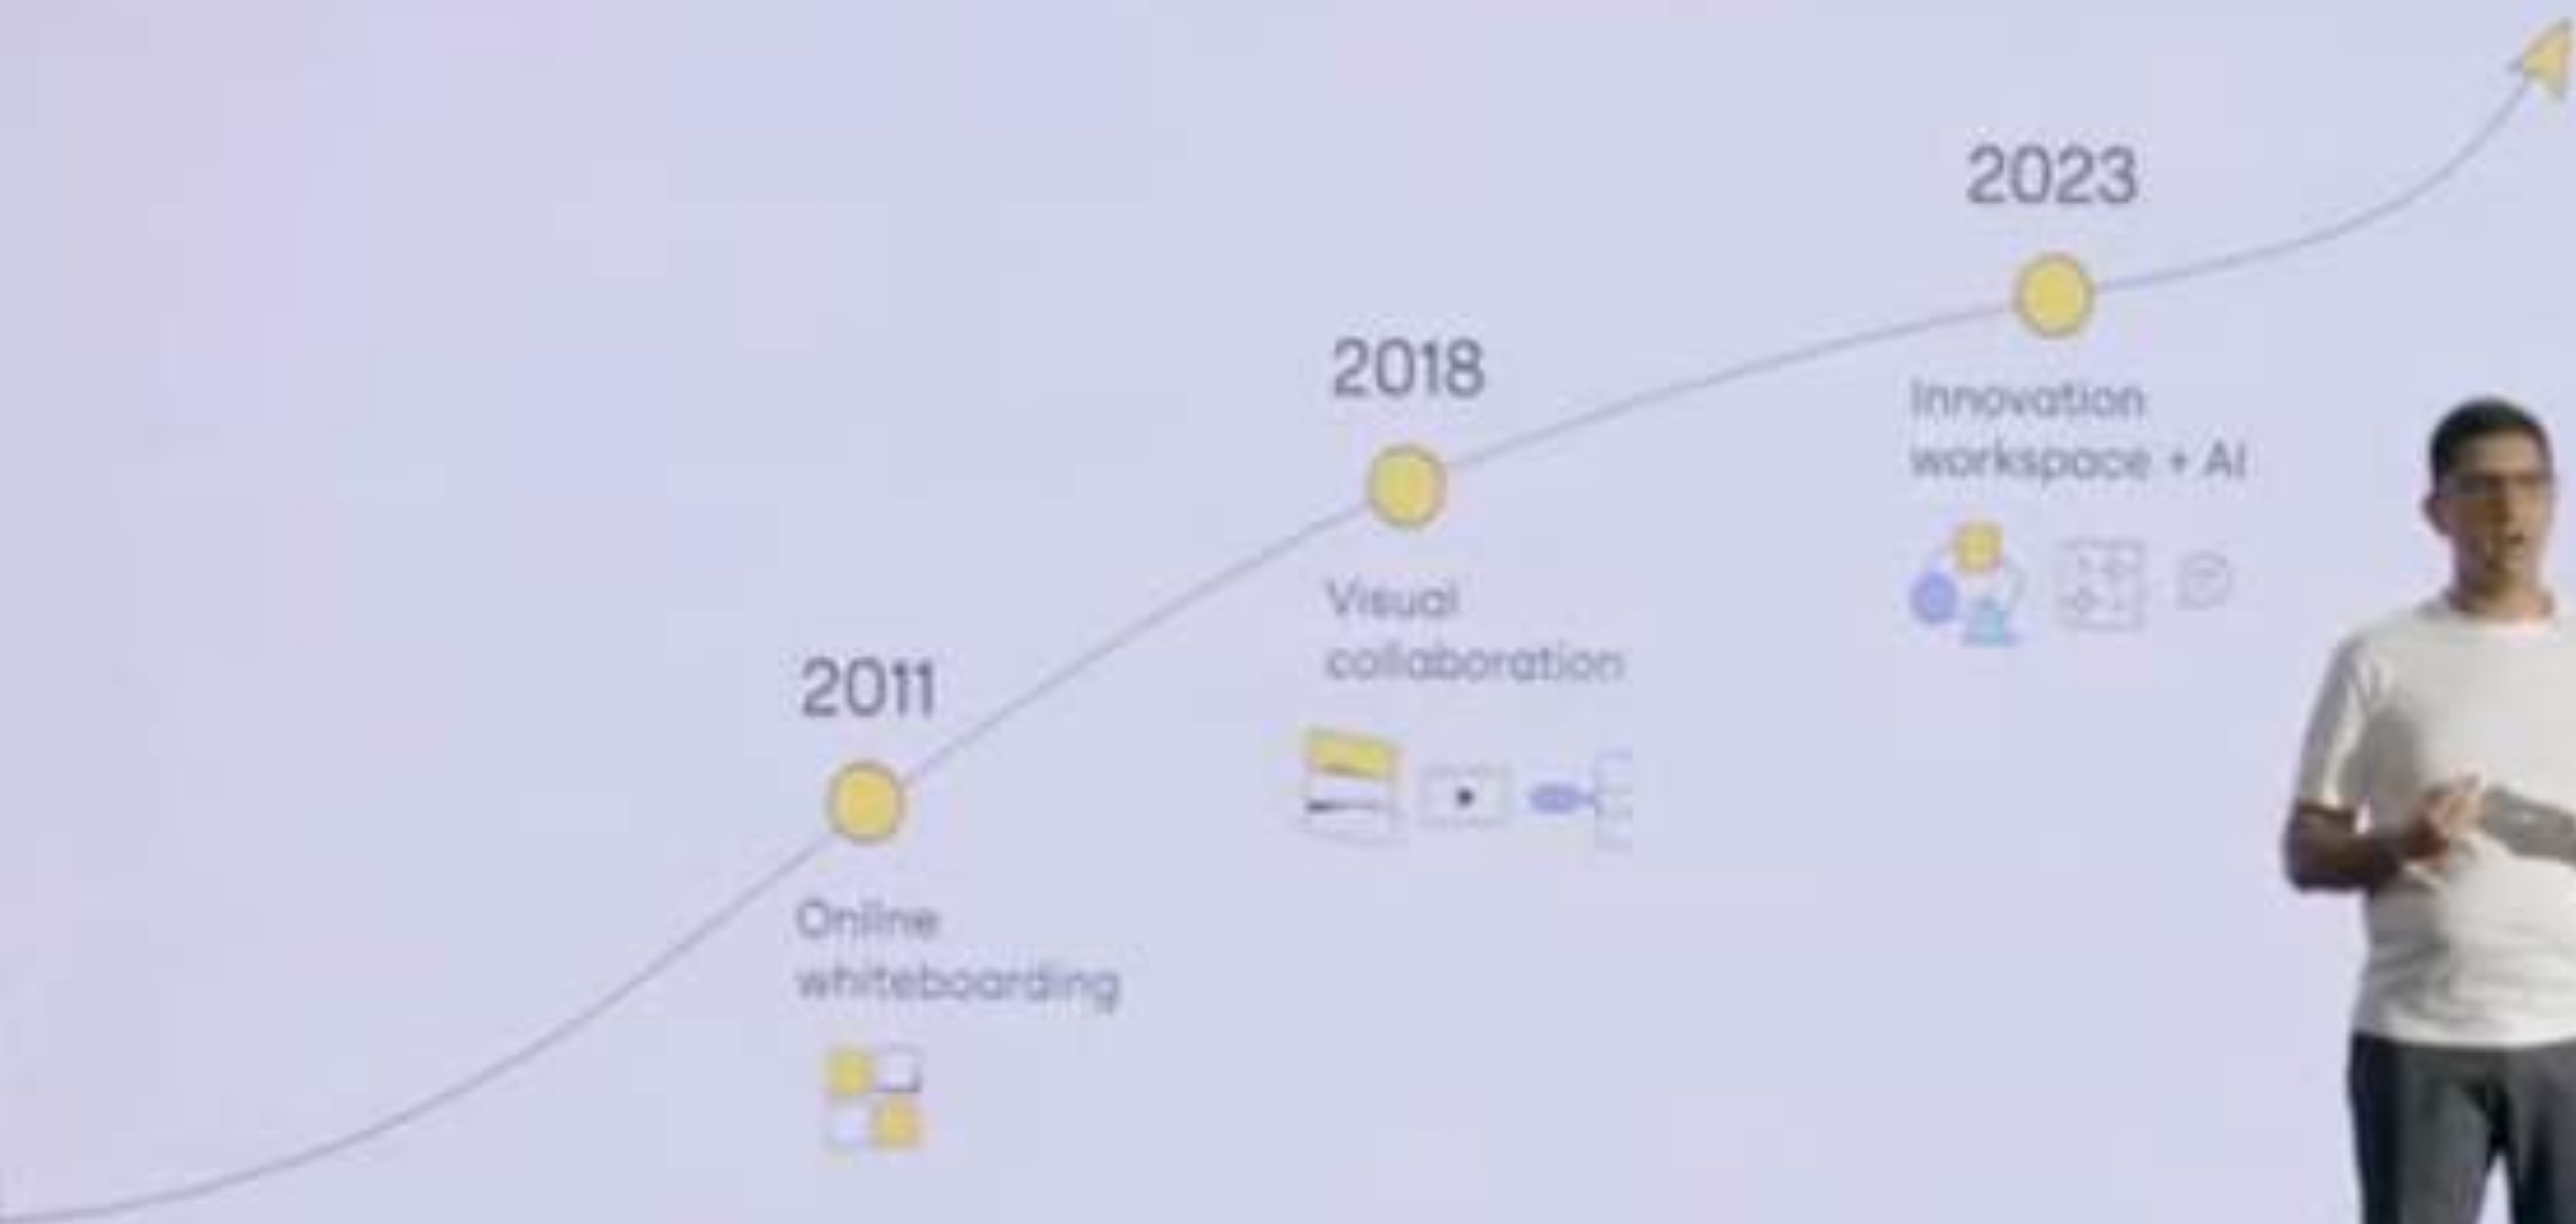 2011
Online
whiteboarding
2018
Visual
collaboration
2023
Innovation
workspace + AI